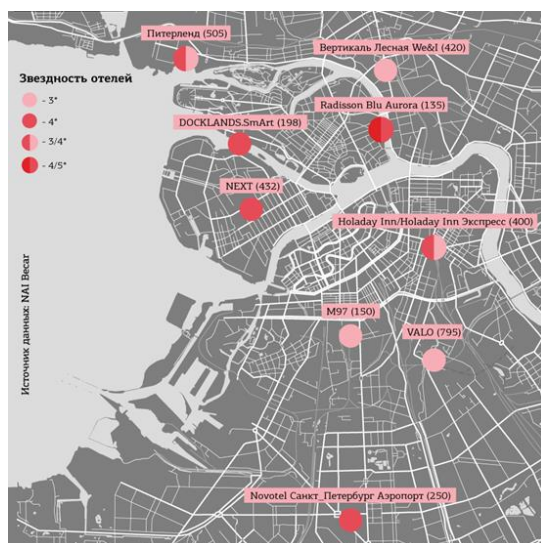 Питерленд (505)
Вертикаль Лесная We&I (420)
Звездность отелей
- 3*
- 4*
- 3/4*
- 4/5*
Radisson Blu Aurora (135)
DOCKLANDS.SmArt (198)
NEXT (432)
Holaday Inn/Holaday Inn Экспресс (400)
M97 (150)
VALO (795)
Источник данных: NAI Becar
Novotel Санкт_Петербург Аэропорт (250)